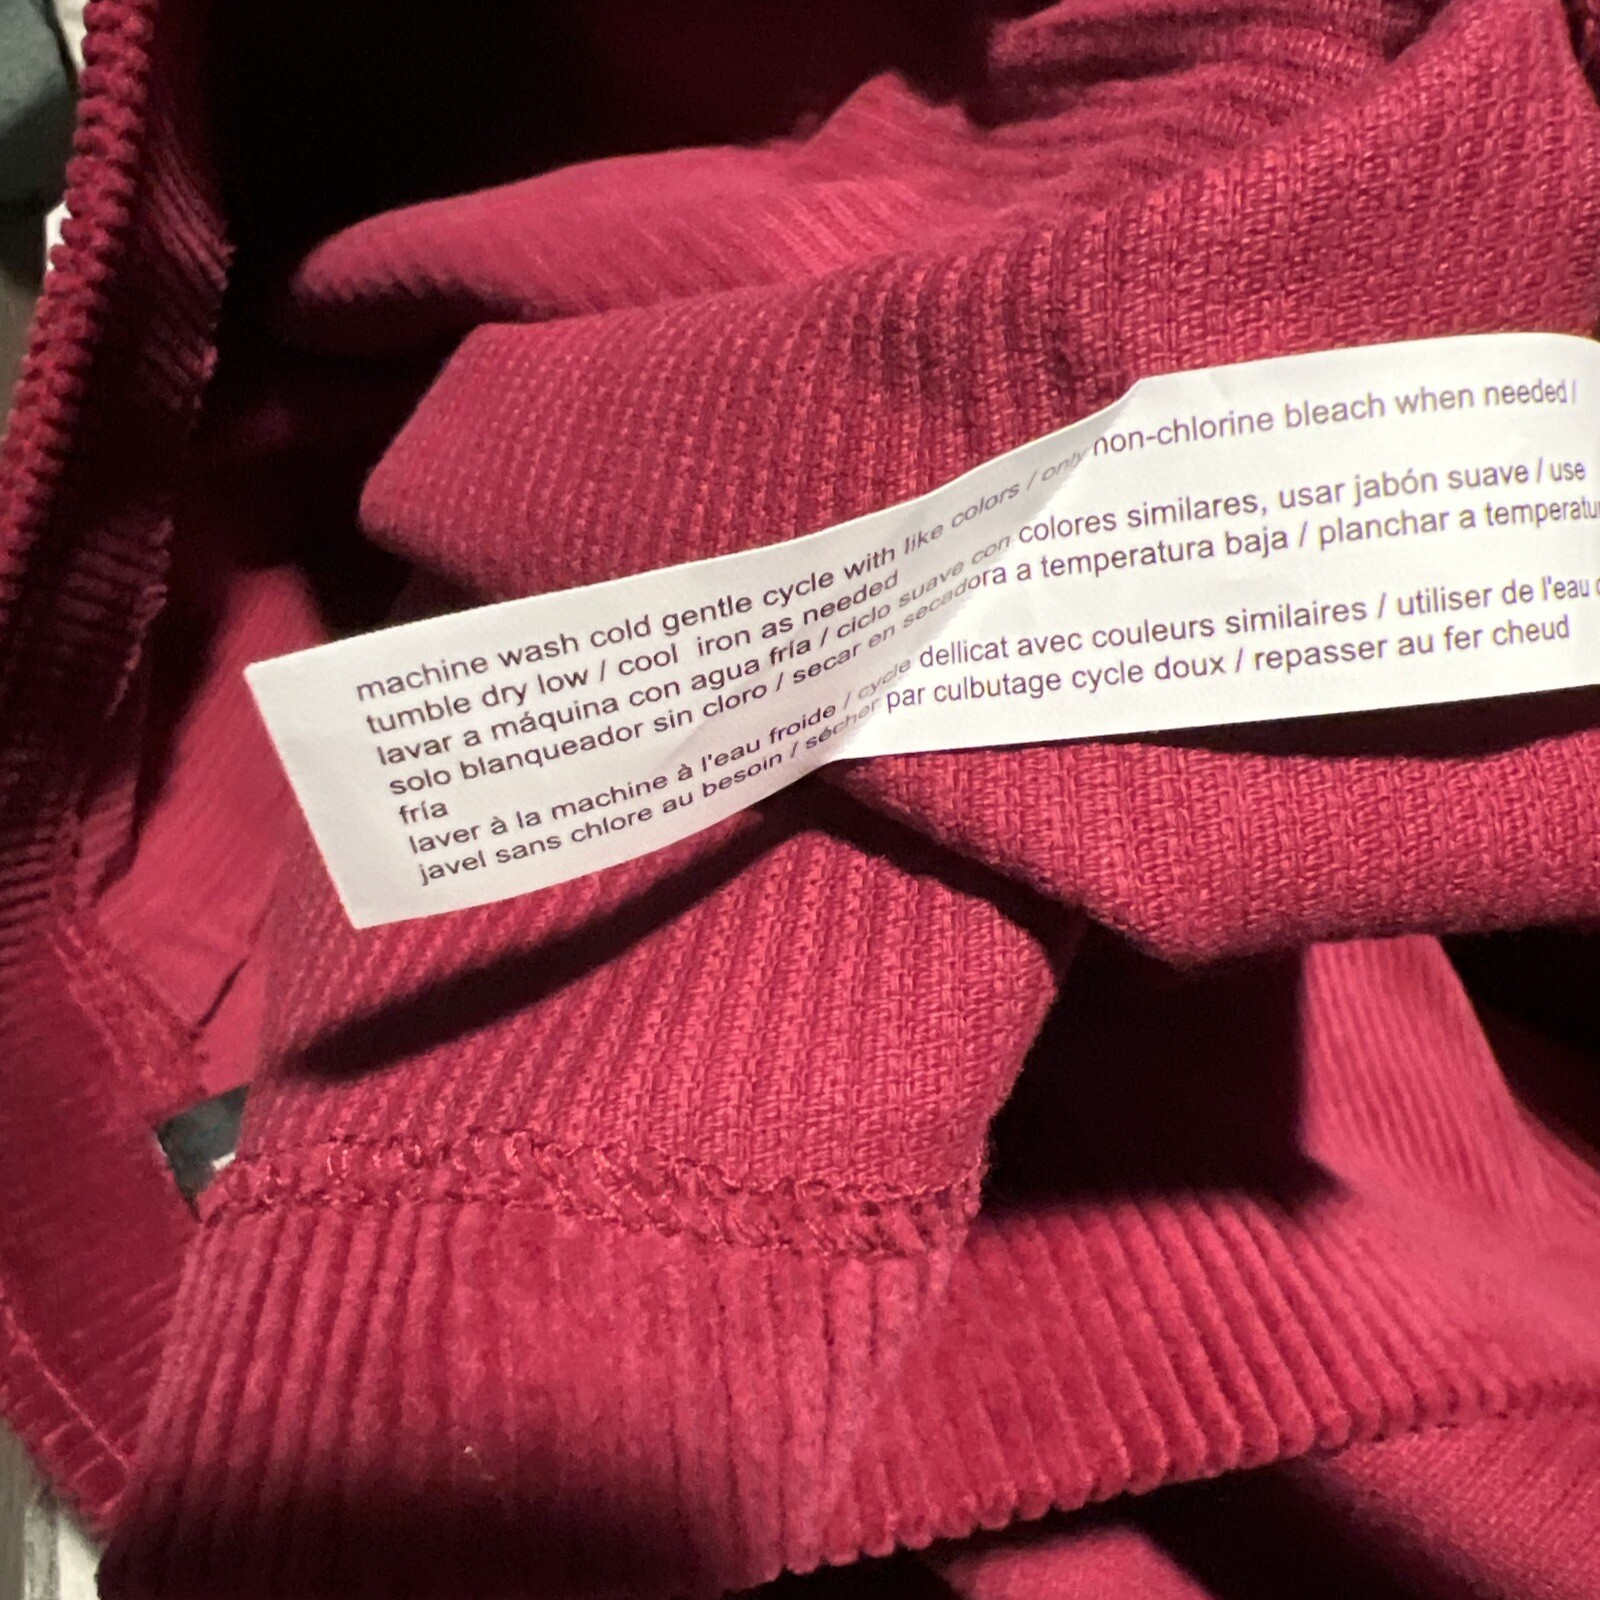 machine wash cold gentle cycle with like colors / only non-chlorine bleach when needed /
tumble dry low / cool iron as needed
lavar a máquina con agua fría / ciclo suave con colores similares, usar jabón suave / use
solo blanqueador sin cloro / secar en secadora a temperatura baja / planchar a
fría
laver à la machine à l'eau froide / cycle dellicat avec couleurs similaires / utiliser de l'eau
javel sans chlore au besoin / sécher par culbutage cycle doux / repasser au fer cheud